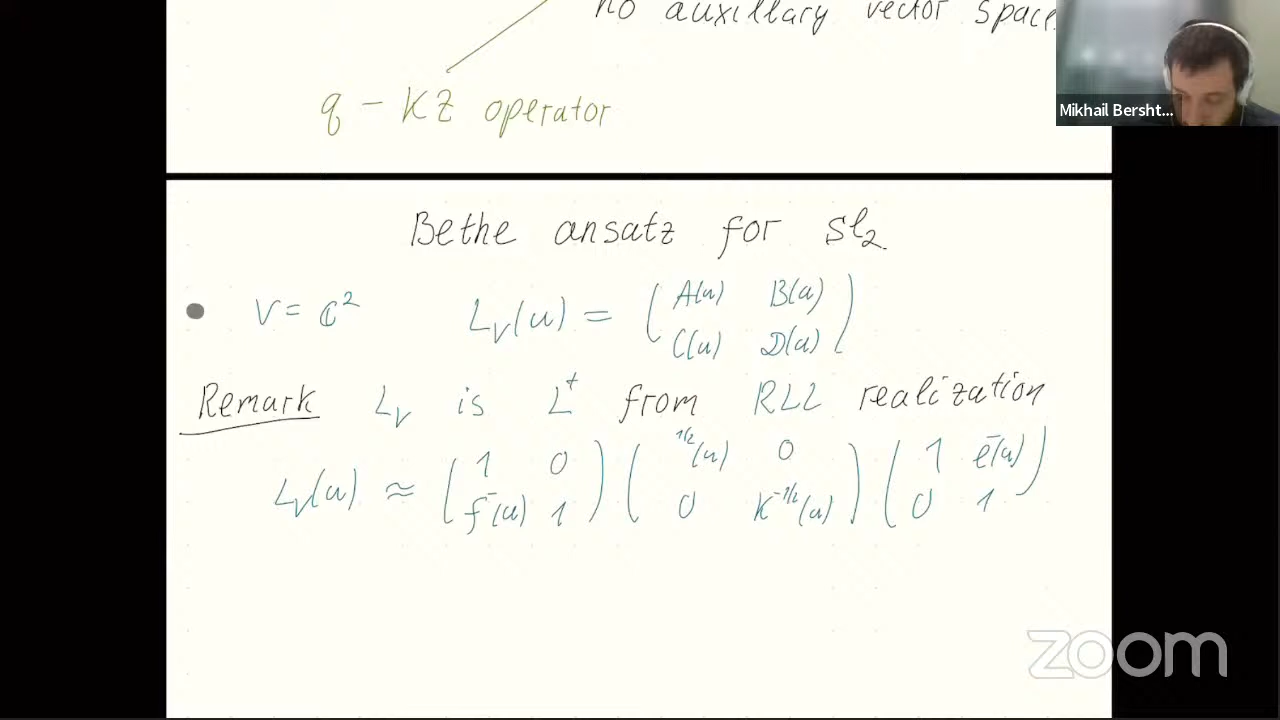 no auxillary vector space
Mikhail Bersht...
q - KZ operator
Bethe ansatz for sl₂
• V = ℂ² L_V(u) = ( A(u) B(u) ; C(u) D(u) )
Remark L_V is L⁺ from RLL realization
L_V(u) ≈ ( 1 0 ; f⁻(u) 1 ) ( ^{1/2}(u) 0 ; 0 K^{-1/2}(u) ) ( 1 e⁻(u) ; 0 1 )
zoom